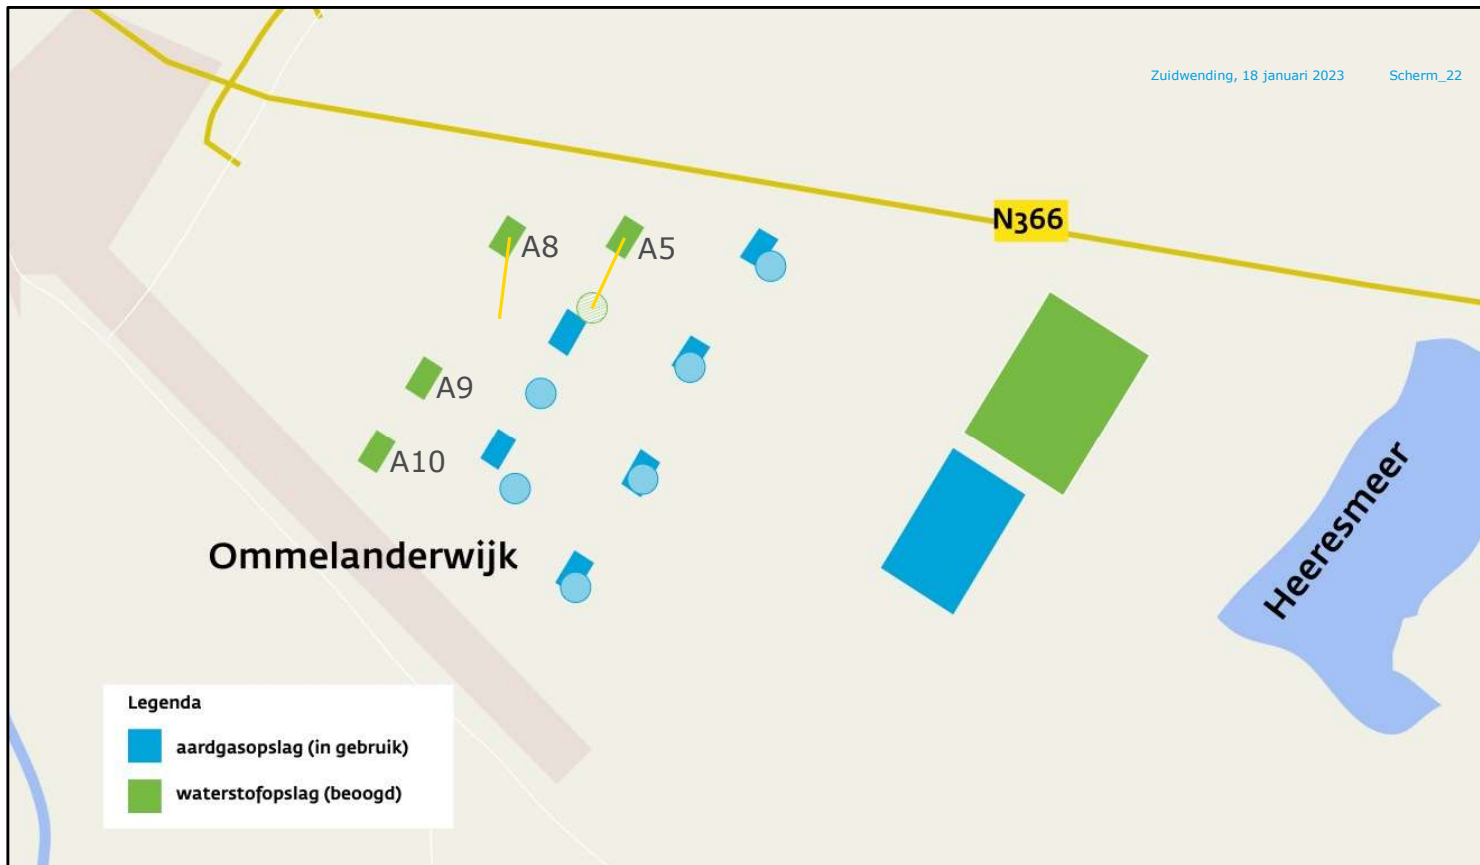 Zuidwending, 18 januari 2023 Scherm_22
N366
A8
A5
A9
A10
Ommelanderwijk
Heeresmeer
Legenda
aardgasopslag (in gebruik)
waterstofopslag (beoogd)